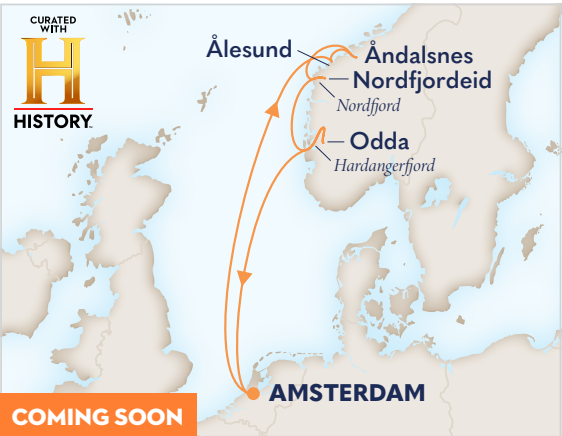 CURATED
WITH
H
HISTORY
Ålesund
Åndalsnes
Nordfjordeid
Nordfjord
Odda
Hardangerfjord
AMSTERDAM
COMING SOON